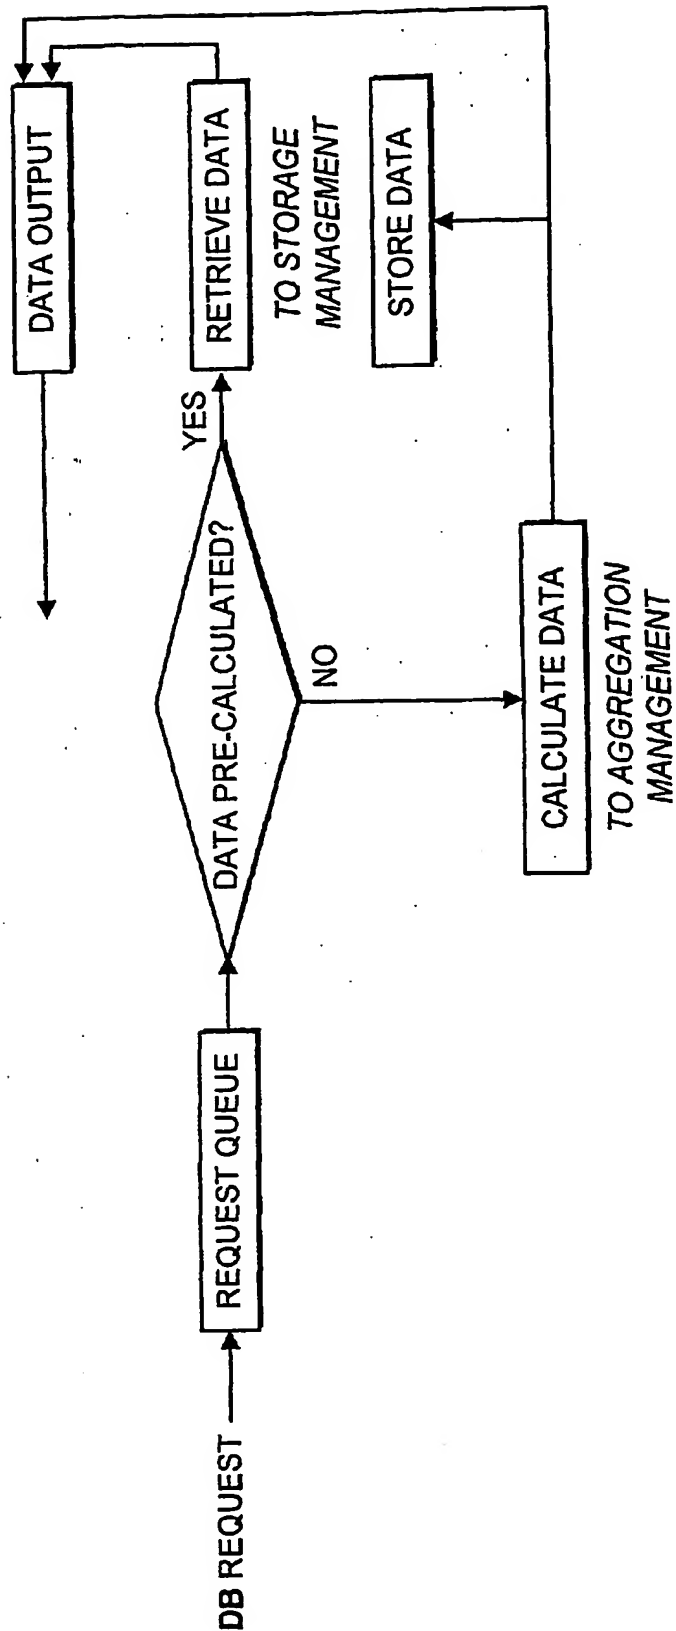 DB REQUEST
REQUEST QUEUE
DATA PRE-CALCULATED?
YES
NO
RETRIEVE DATA
TO STORAGE
MANAGEMENT
STORE DATA
DATA OUTPUT
CALCULATE DATA
TO AGGREGATION
MANAGEMENT